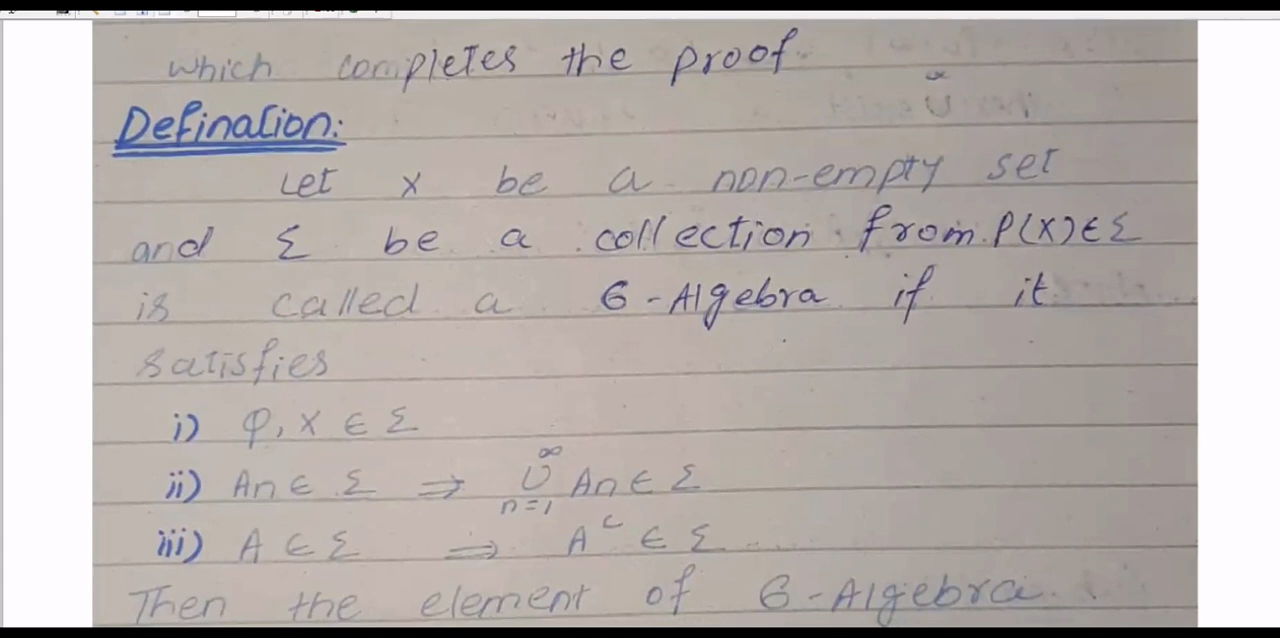 which completes the proof.
Defination:
Let X be a non-empty set
and Σ be a collection from P(X) ∈ Σ
is called a 6-Algebra if it
satisfies
i) φ, X ∈ Σ
ii) An ∈ Σ ⇒ ∞∪n=1 An ∈ Σ
iii) A ∈ Σ ⇒ A^c ∈ Σ
Then the element of 6-Algebra